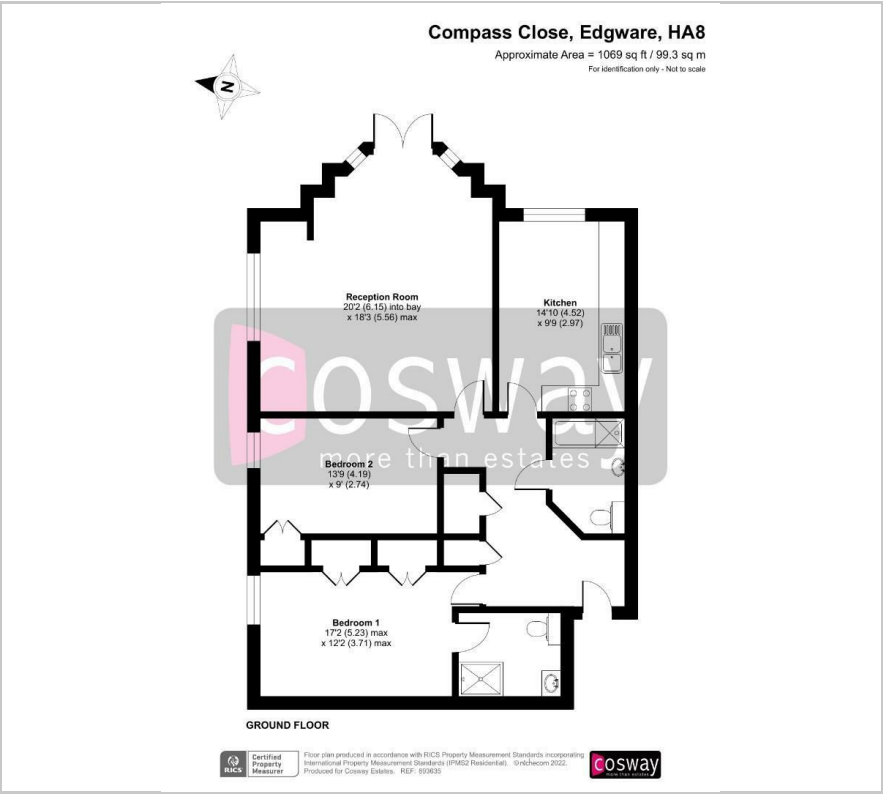 Compass Close, Edgware, HA8
Approximate Area = 1069 sq ft / 99.3 sq m
For identification only - Not to scale
N
Reception Room
20'2 (6.15) into bay
x 18'3 (5.56) max
Kitchen
14'10 (4.52)
x 9'9 (2.97)
cosway
more than estates
Bedroom 2
13'9 (4.19)
x 9' (2.74)
Bedroom 1
17'2 (5.23) max
x 12'2 (3.71) max
GROUND FLOOR
RICS
Certified
Property
Measurer
Floor plan produced in accordance with RICS Property Measurement Standards incorporating
International Property Measurement Standards (IPMS2 Residential). ©nichecom 2022.
Produced for Cosway Estates. REF: 893635
cosway
more than estates